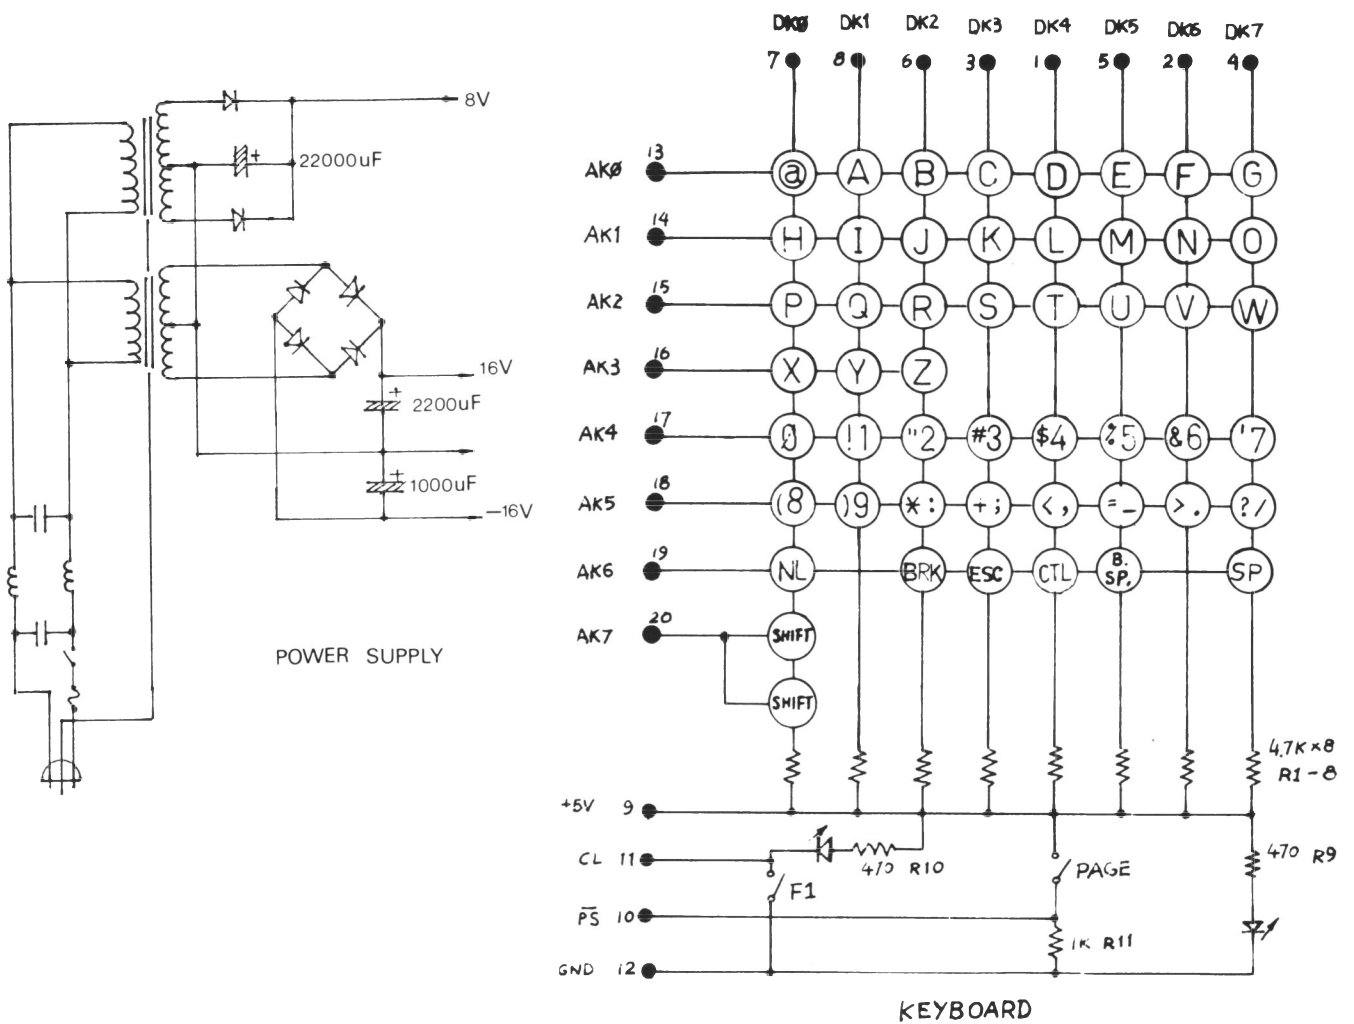 8V
22000uF
16V
2200uF
1000uF
-16V
POWER SUPPLY
DKØ DK1 DK2 DK3 DK4 DK5 DK6 DK7
7 8 6 3 1 5 2 4
AKØ 13 @ A B C D E F G
AK1 14 H I J K L M N O
AK2 15 P Q R S T U V W
AK3 16 X Y Z
AK4 17 Ø !1 "2 #3 $4 %5 &6 '7
AK5 18 (8 )9 *: +; <, =_ >. ?/
AK6 19 NL BRK ESC CTL B. SP. SP
AK7 20 SHIFT
SHIFT
4.7K×8
R1-8
+5V 9
CL 11
470 R10
F1
PAGE
470 R9
P̅S̅ 10
1K R11
GND 12
KEYBOARD